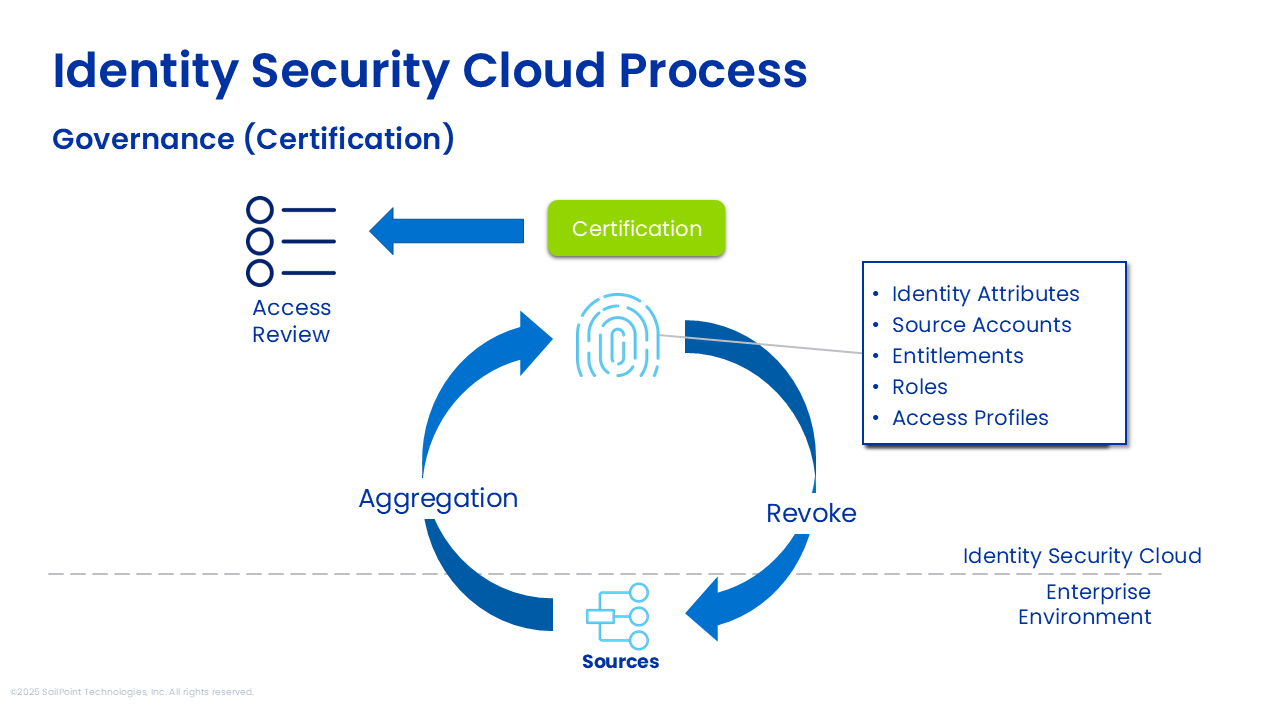 Identity Security Cloud Process
Governance (Certification)
Certification
Access
Review
• Identity Attributes
• Source Accounts
• Entitlements
• Roles
• Access Profiles
Aggregation
Revoke
Identity Security Cloud
Enterprise
Environment
Sources
©2025 SailPoint Technologies, Inc. All rights reserved.